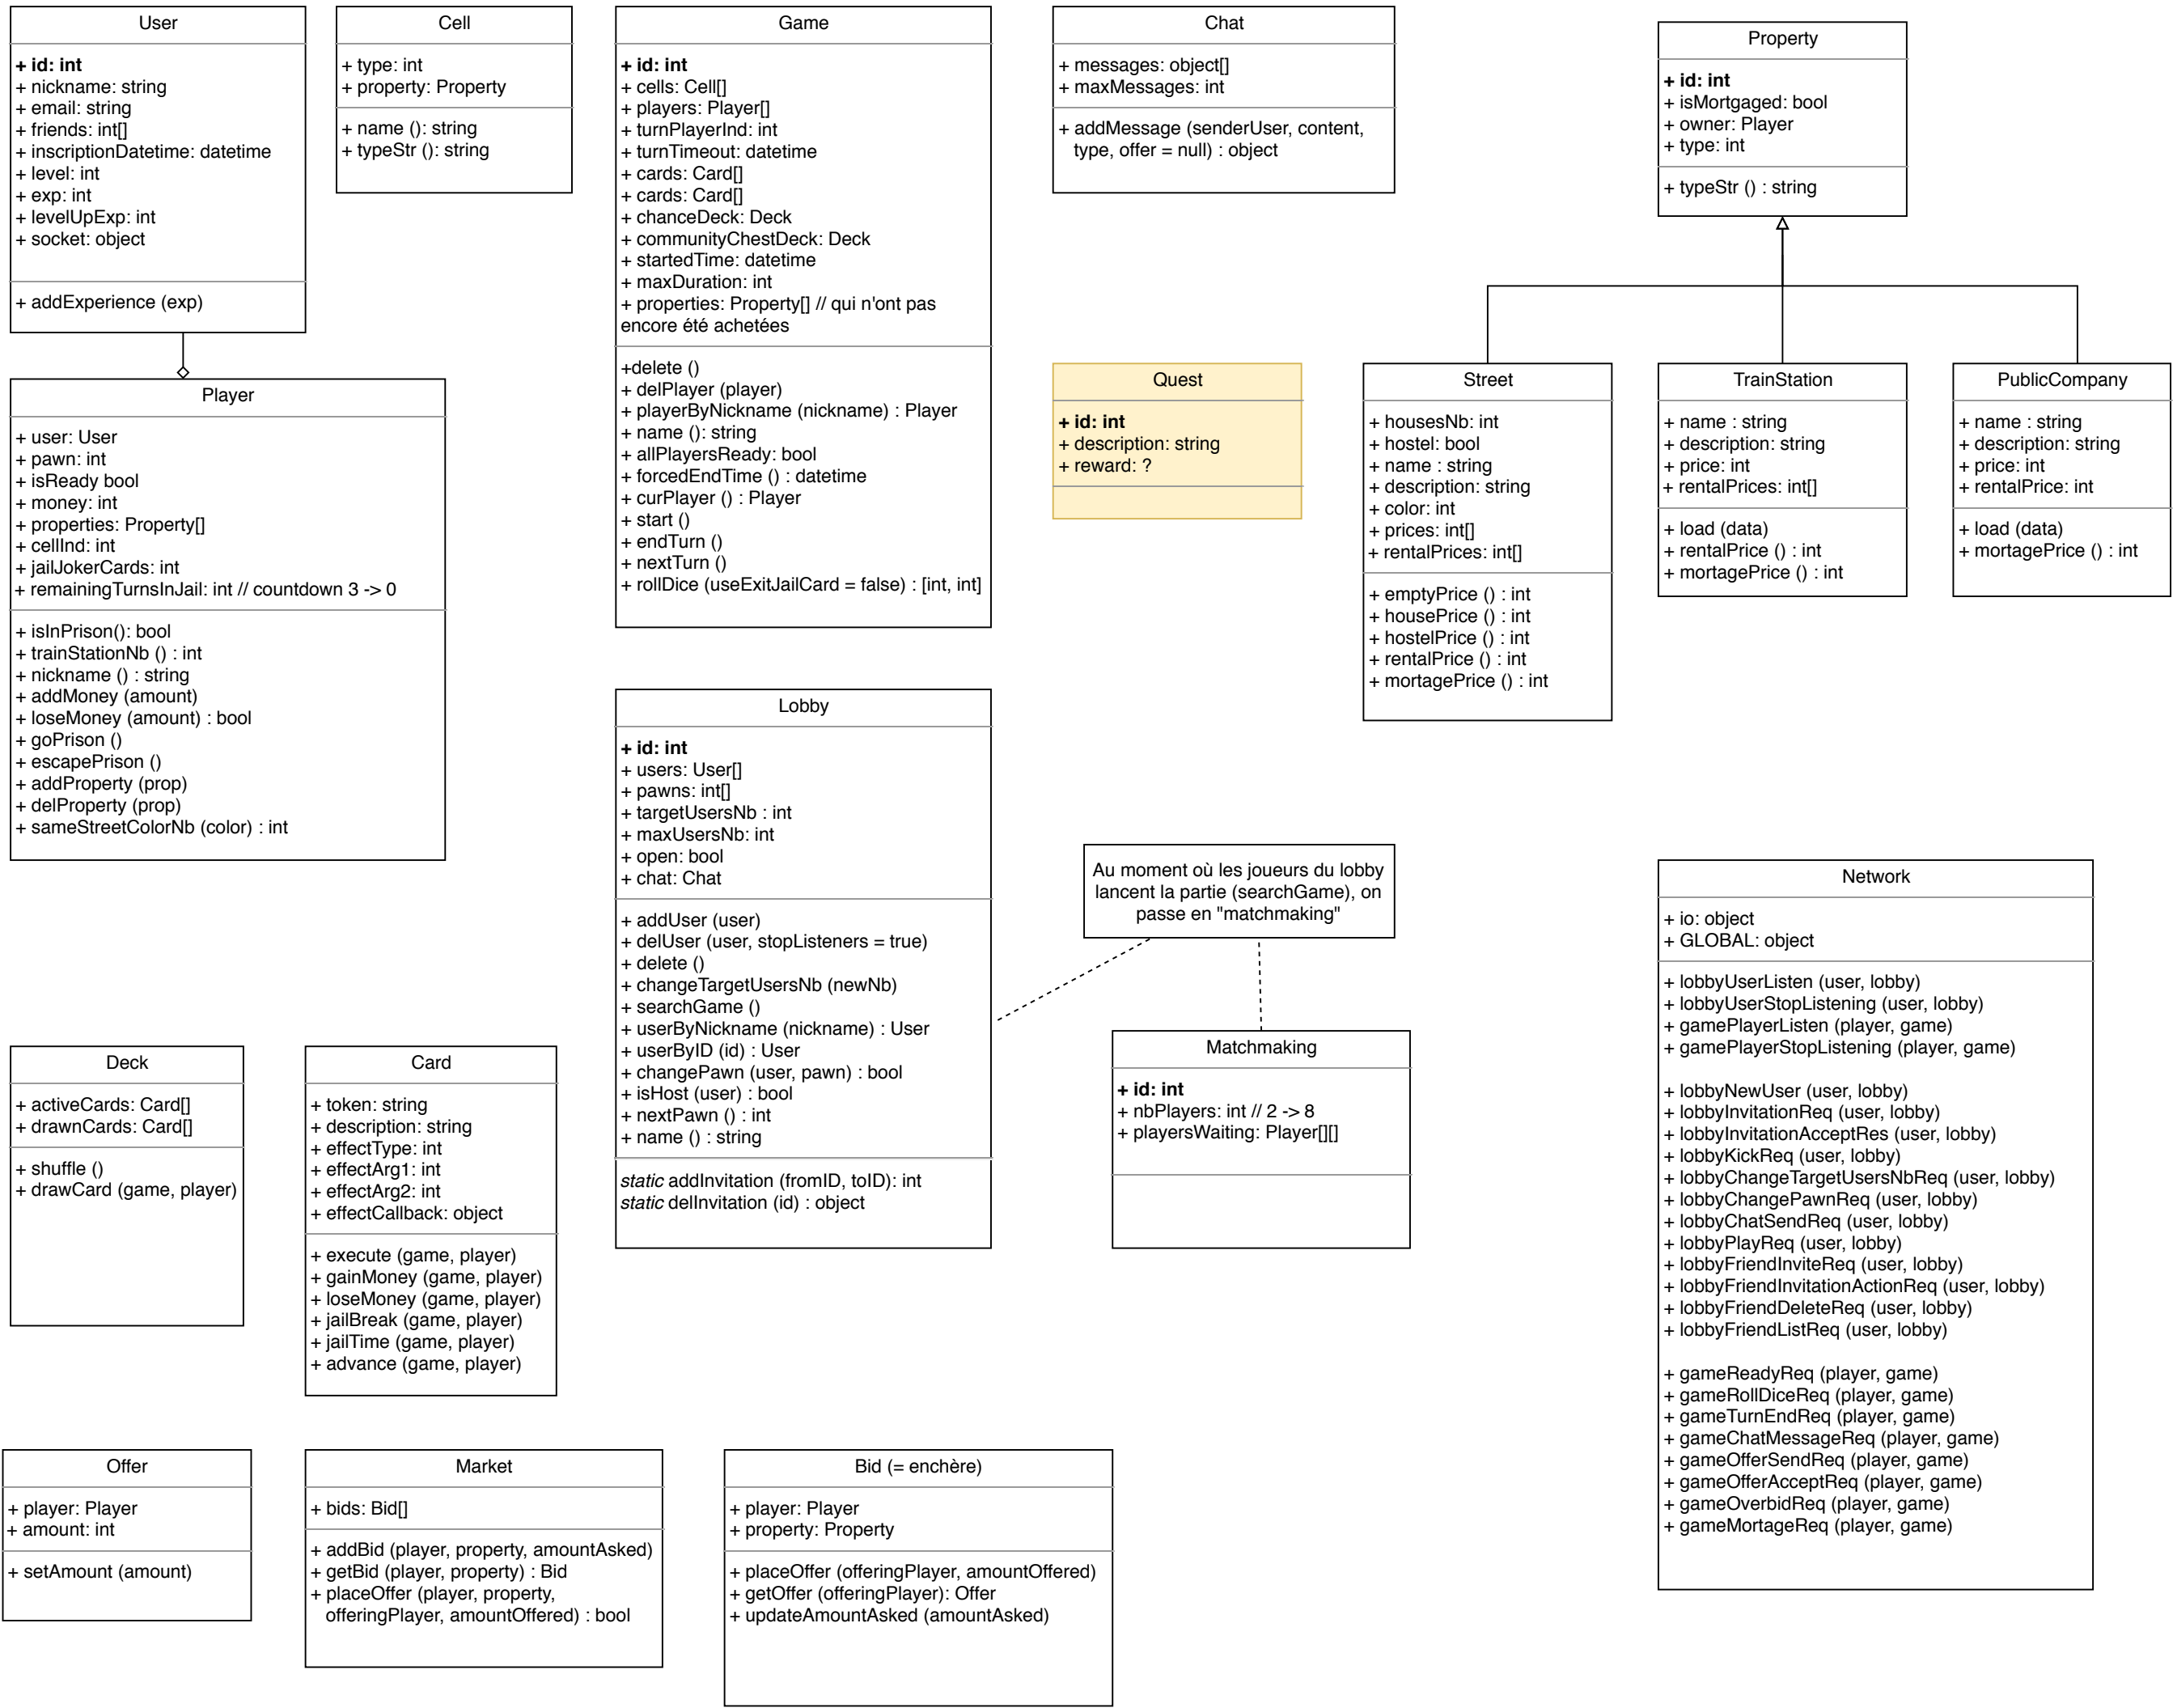 User
+ id: int
+ nickname: string
+ email: string
+ friends: int[]
+ inscriptionDatetime: datetime
+ level: int
+ exp: int
+ levelUpExp: int
+ socket: object
+ addExperience (exp)
Cell
+ type: int
+ property: Property
+ name (): string
+ typeStr (): string
Game
+ id: int
+ cells: Cell[]
+ players: Player[]
+ turnPlayerInd: int
+ turnTimeout: datetime
+ cards: Card[]
+ cards: Card[]
+ chanceDeck: Deck
+ communityChestDeck: Deck
+ startedTime: datetime
+ maxDuration: int
+ properties: Property[] // qui n'ont pas
encore été achetées
+delete ()
+ delPlayer (player)
+ playerByNickname (nickname) : Player
+ name (): string
+ allPlayersReady: bool
+ forcedEndTime () : datetime
+ curPlayer () : Player
+ start ()
+ endTurn ()
+ nextTurn ()
+ rollDice (useExitJailCard = false) : [int, int]
Chat
+ messages: object[]
+ maxMessages: int
+ addMessage (senderUser, content,
type, offer = null) : object
Property
+ id: int
+ isMortgaged: bool
+ owner: Player
+ type: int
+ typeStr () : string
Player
+ user: User
+ pawn: int
+ isReady bool
+ money: int
+ properties: Property[]
+ cellInd: int
+ jailJokerCards: int
+ remainingTurnsInJail: int // countdown 3 -> 0
+ isInPrison(): bool
+ trainStationNb () : int
+ nickname () : string
+ addMoney (amount)
+ loseMoney (amount) : bool
+ goPrison ()
+ escapePrison ()
+ addProperty (prop)
+ delProperty (prop)
+ sameStreetColorNb (color) : int
Quest
+ id: int
+ description: string
+ reward: ?
Street
+ housesNb: int
+ hostel: bool
+ name : string
+ description: string
+ color: int
+ prices: int[]
+ rentalPrices: int[]
+ emptyPrice () : int
+ housePrice () : int
+ hostelPrice () : int
+ rentalPrice () : int
+ mortagePrice () : int
TrainStation
+ name : string
+ description: string
+ price: int
+ rentalPrices: int[]
+ load (data)
+ rentalPrice () : int
+ mortagePrice () : int
PublicCompany
+ name : string
+ description: string
+ price: int
+ rentalPrice: int
+ load (data)
+ mortagePrice () : int
Lobby
+ id: int
+ users: User[]
+ pawns: int[]
+ targetUsersNb : int
+ maxUsersNb: int
+ open: bool
+ chat: Chat
+ addUser (user)
+ delUser (user, stopListeners = true)
+ delete ()
+ changeTargetUsersNb (newNb)
+ searchGame ()
+ userByNickname (nickname) : User
+ userByID (id) : User
+ changePawn (user, pawn) : bool
+ isHost (user) : bool
+ nextPawn () : int
+ name () : string
static addInvitation (fromID, toID): int
static delInvitation (id) : object
Au moment où les joueurs du lobby
lancent la partie (searchGame), on
passe en "matchmaking"
Matchmaking
+ id: int
+ nbPlayers: int // 2 -> 8
+ playersWaiting: Player[][]
Network
+ io: object
+ GLOBAL: object
+ lobbyUserListen (user, lobby)
+ lobbyUserStopListening (user, lobby)
+ gamePlayerListen (player, game)
+ gamePlayerStopListening (player, game)
+ lobbyNewUser (user, lobby)
+ lobbyInvitationReq (user, lobby)
+ lobbyInvitationAcceptRes (user, lobby)
+ lobbyKickReq (user, lobby)
+ lobbyChangeTargetUsersNbReq (user, lobby)
+ lobbyChangePawnReq (user, lobby)
+ lobbyChatSendReq (user, lobby)
+ lobbyPlayReq (user, lobby)
+ lobbyFriendInviteReq (user, lobby)
+ lobbyFriendInvitationActionReq (user, lobby)
+ lobbyFriendDeleteReq (user, lobby)
+ lobbyFriendListReq (user, lobby)
+ gameReadyReq (player, game)
+ gameRollDiceReq (player, game)
+ gameTurnEndReq (player, game)
+ gameChatMessageReq (player, game)
+ gameOfferSendReq (player, game)
+ gameOfferAcceptReq (player, game)
+ gameOverbidReq (player, game)
+ gameMortageReq (player, game)
Deck
+ activeCards: Card[]
+ drawnCards: Card[]
+ shuffle ()
+ drawCard (game, player)
Card
+ token: string
+ description: string
+ effectType: int
+ effectArg1: int
+ effectArg2: int
+ effectCallback: object
+ execute (game, player)
+ gainMoney (game, player)
+ loseMoney (game, player)
+ jailBreak (game, player)
+ jailTime (game, player)
+ advance (game, player)
Offer
+ player: Player
+ amount: int
+ setAmount (amount)
Market
+ bids: Bid[]
+ addBid (player, property, amountAsked)
+ getBid (player, property) : Bid
+ placeOffer (player, property,
offeringPlayer, amountOffered) : bool
Bid (= enchère)
+ player: Player
+ property: Property
+ placeOffer (offeringPlayer, amountOffered)
+ getOffer (offeringPlayer): Offer
+ updateAmountAsked (amountAsked)